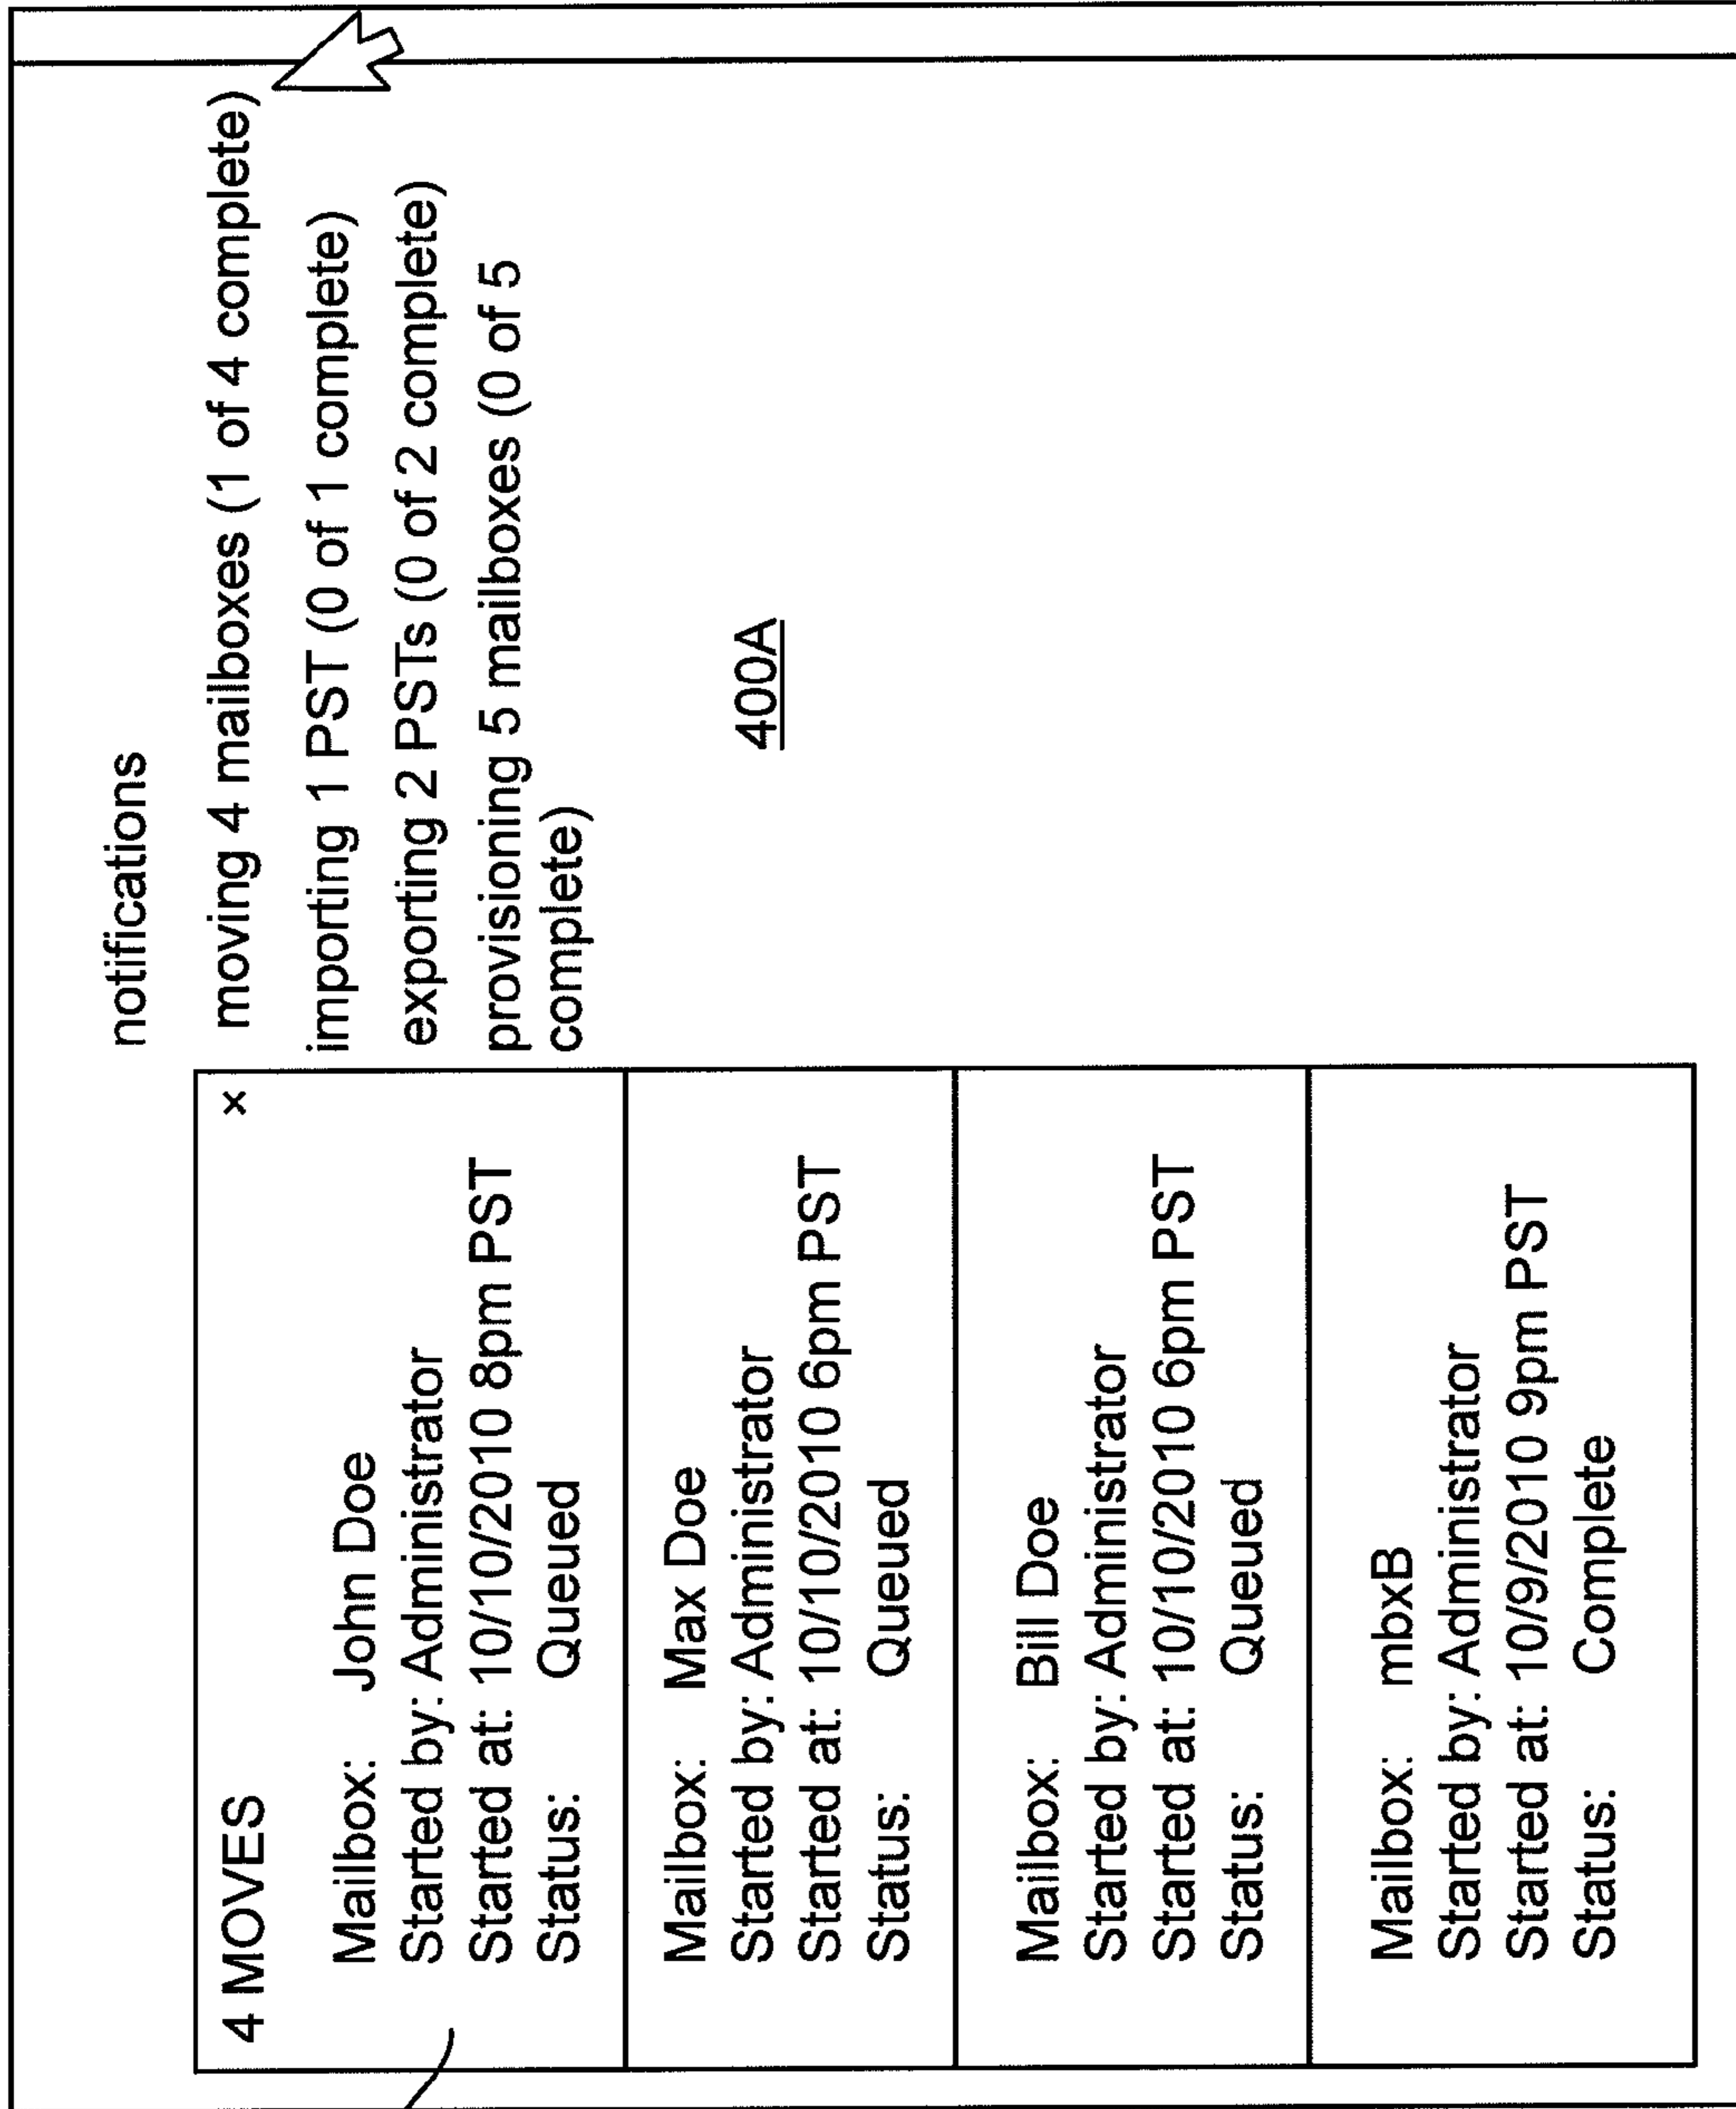 notifications
moving 4 mailboxes (1 of 4 complete)
importing 1 PST (0 of 1 complete)
exporting 2 PSTs (0 of 2 complete)
provisioning 5 mailboxes (0 of 5
complete)
400A
4 MOVES ×
Mailbox: John Doe
Started by: Administrator
Started at: 10/10/2010 8pm PST
Status: Queued
Mailbox: Max Doe
Started by: Administrator
Started at: 10/10/2010 6pm PST
Status: Queued
Mailbox: Bill Doe
Started by: Administrator
Started at: 10/10/2010 6pm PST
Status: Queued
Mailbox: mbxB
Started by: Administrator
Started at: 10/9/2010 9pm PST
Status: Complete